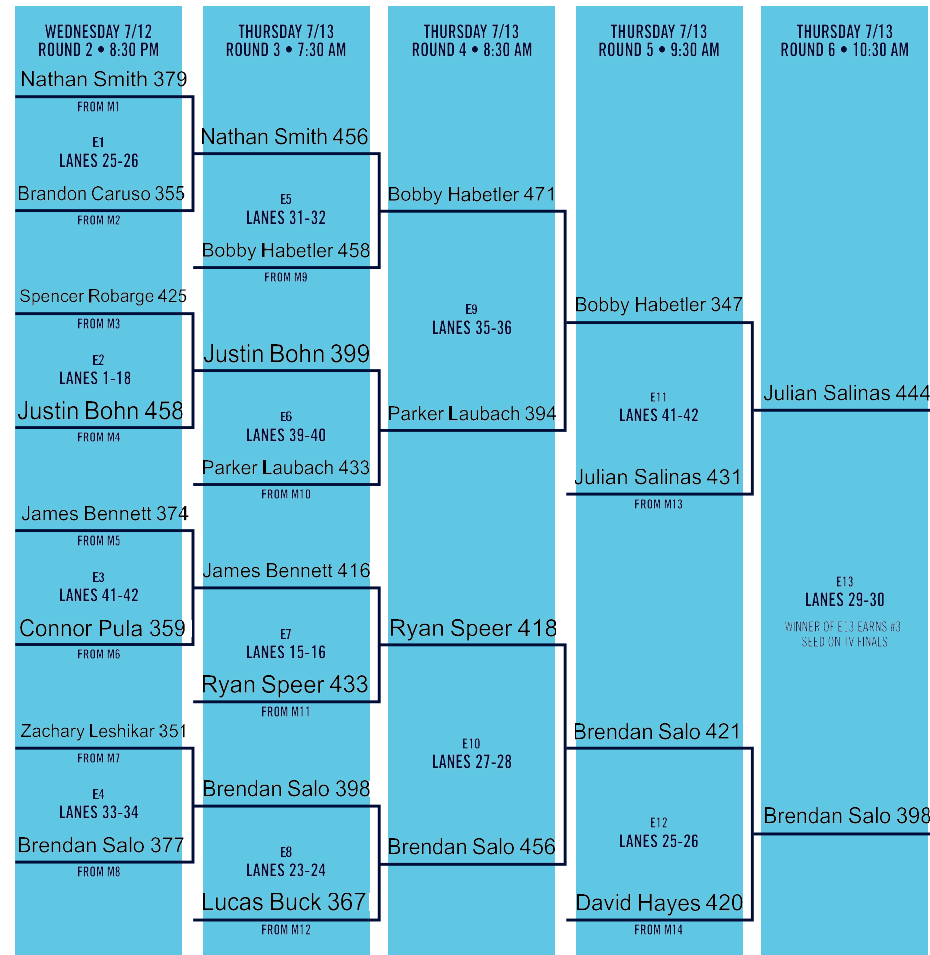 WEDNESDAY 7/12
ROUND 2 • 8:30 PM
Nathan Smith 379
FROM M1
E1
LANES 25-26
Brandon Caruso 355
FROM M2
Spencer Robarge 425
FROM M3
E2
LANES 1-18
Justin Bohn 458
FROM M4
James Bennett 374
FROM M5
E3
LANES 41-42
Connor Pula 359
FROM M6
Zachary Leshikar 351
FROM M7
E4
LANES 33-34
Brendan Salo 377
FROM M8
THURSDAY 7/13
ROUND 3 • 7:30 AM
Nathan Smith 456
E5
LANES 31-32
Bobby Habetler 458
FROM M9
Justin Bohn 399
E6
LANES 39-40
Parker Laubach 433
FROM M10
James Bennett 416
E7
LANES 15-16
Ryan Speer 433
FROM M11
Brendan Salo 398
E8
LANES 23-24
Lucas Buck 367
FROM M12
THURSDAY 7/13
ROUND 4 • 8:30 AM
Bobby Habetler 471
E9
LANES 35-36
Parker Laubach 394
Ryan Speer 418
E10
LANES 27-28
Brendan Salo 456
THURSDAY 7/13
ROUND 5 • 9:30 AM
Bobby Habetler 347
E11
LANES 41-42
Julian Salinas 431
FROM M13
Brendan Salo 421
E12
LANES 25-26
David Hayes 420
FROM M14
THURSDAY 7/13
ROUND 6 • 10:30 AM
Julian Salinas 444
E13
LANES 29-30
WINNER OF E13 EARNS #3
SEED ON TV FINALS
Brendan Salo 398